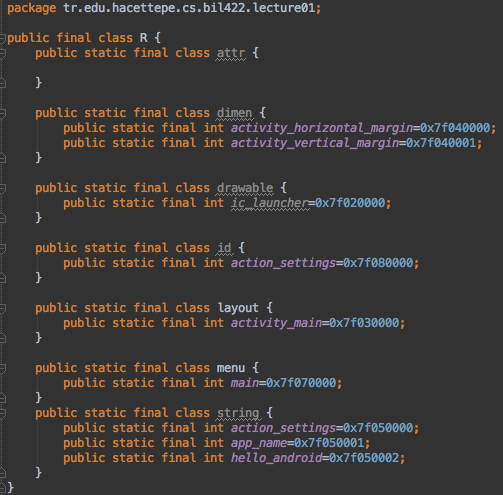 package tr.edu.hacettepe.cs.bil422.lecture01;
public final class R {
public static final class attr {
}
public static final class dimen {
public static final int activity_horizontal_margin=0x7f040000;
public static final int activity_vertical_margin=0x7f040001;
}
public static final class drawable {
public static final int ic_launcher=0x7f020000;
}
public static final class id {
public static final int action_settings=0x7f080000;
}
public static final class layout {
public static final int activity_main=0x7f030000;
}
public static final class menu {
public static final int main=0x7f070000;
}
public static final class string {
public static final int action_settings=0x7f050000;
public static final int app_name=0x7f050001;
public static final int hello_android=0x7f050002;
}
}